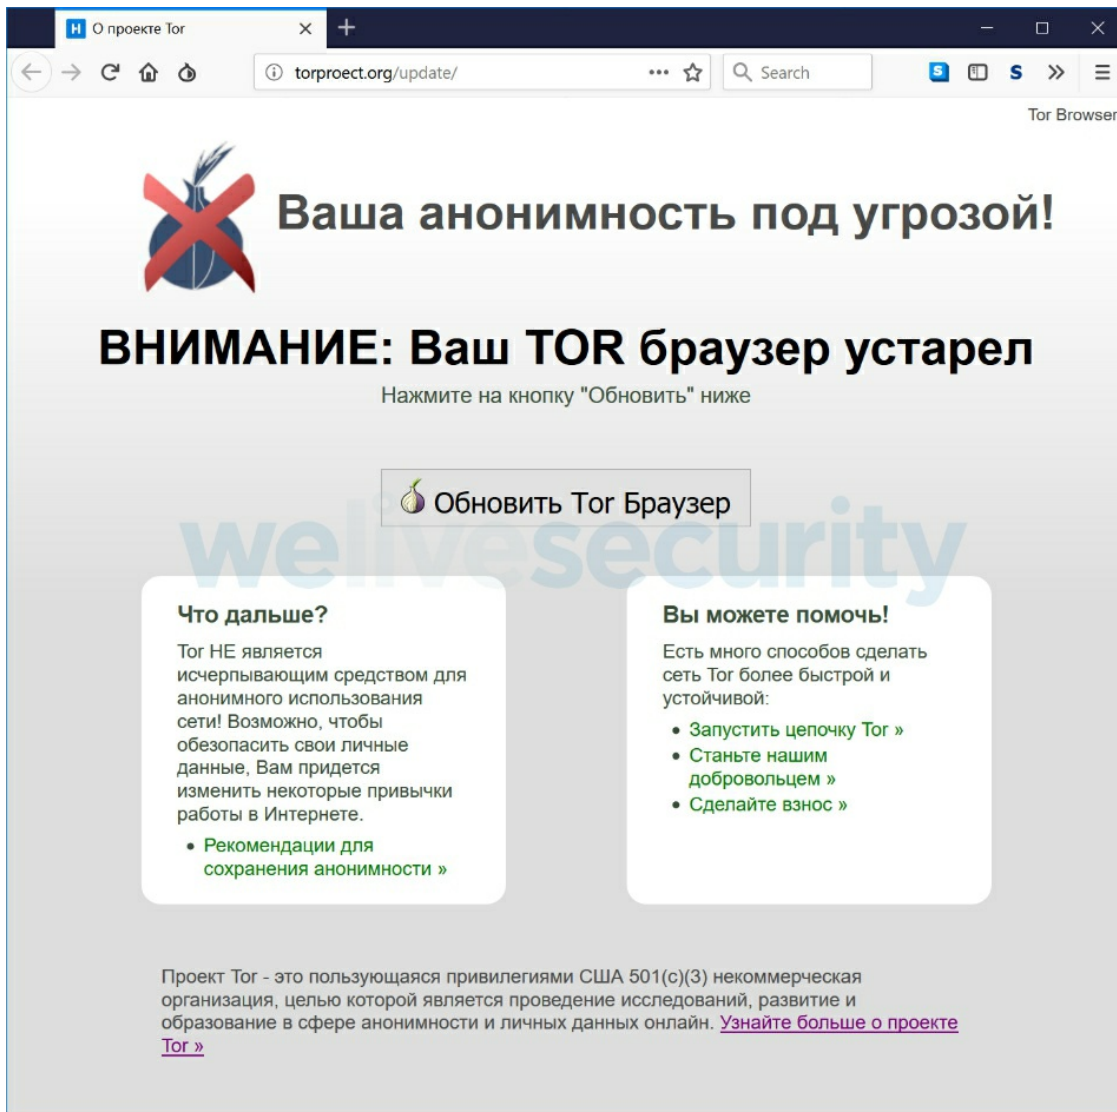 О проекте Tor
torproect.org/update/
Search
Tor Browser
Ваша анонимность под угрозой!
ВНИМАНИЕ: Ваш TOR браузер устарел
Нажмите на кнопку "Обновить" ниже
Обновить Tor Браузер
welivesecurity
Что дальше?
Tor НЕ является
исчерпывающим средством для
анонимного использования
сети! Возможно, чтобы
обезопасить свои личные
данные, Вам придется
изменить некоторые привычки
работы в Интернете.
Рекомендации для
сохранения анонимности »
Вы можете помочь!
Есть много способов сделать
сеть Tor более быстрой и
устойчивой:
Запустить цепочку Tor »
Станьте нашим
добровольцем »
Сделайте взнос »
Проект Tor - это пользующаяся привилегиями США 501(c)(3) некоммерческая
организация, целью которой является проведение исследований, развитие и
образование в сфере анонимности и личных данных онлайн. Узнайте больше о проекте
Tor »